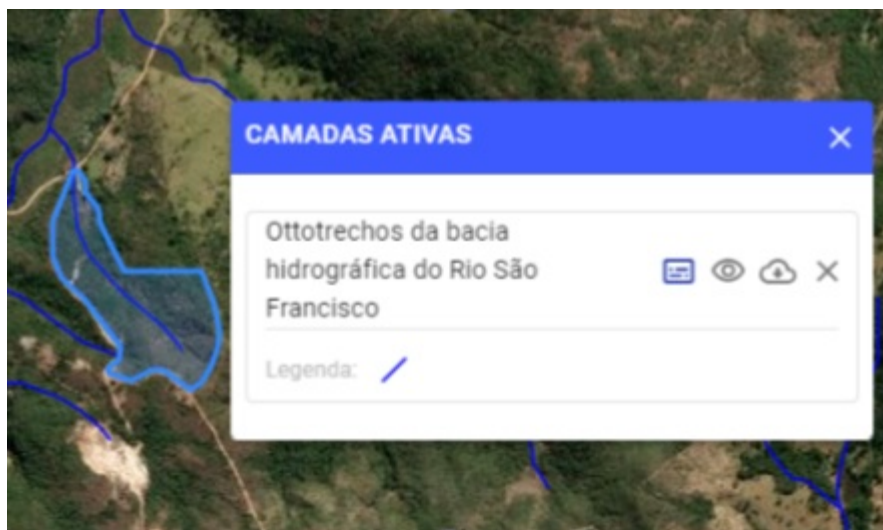 CAMADAS ATIVAS
Ottotrechos da bacia
hidrográfica do Rio São
Francisco
Legenda: